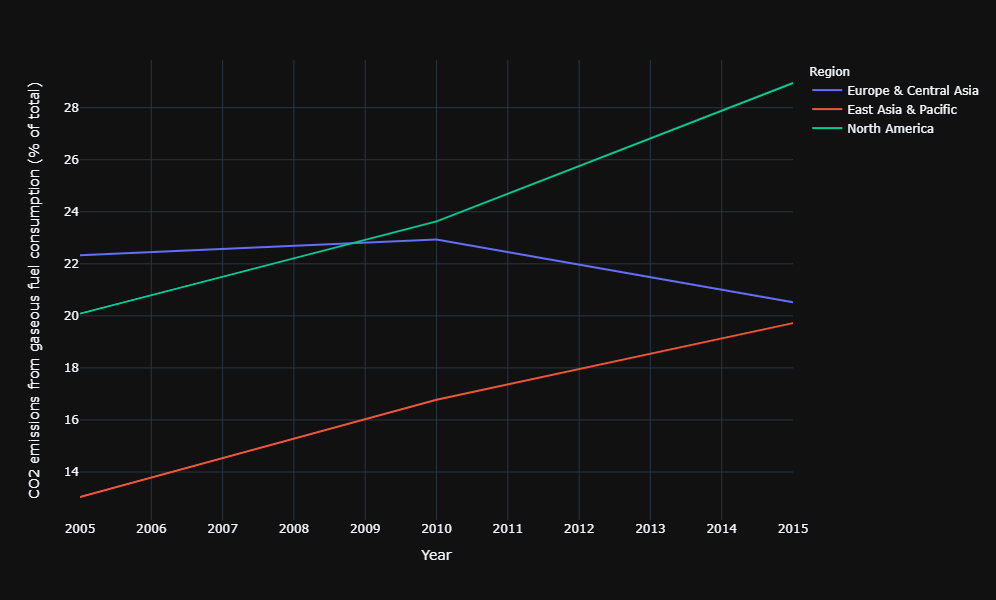 Region
Europe & Central Asia
East Asia & Pacific
North America
CO2 emissions from gaseous fuel consumption (% of total)
28
26
24
22
20
18
16
14
2005 2006 2007 2008 2009 2010 2011 2012 2013 2014 2015
Year